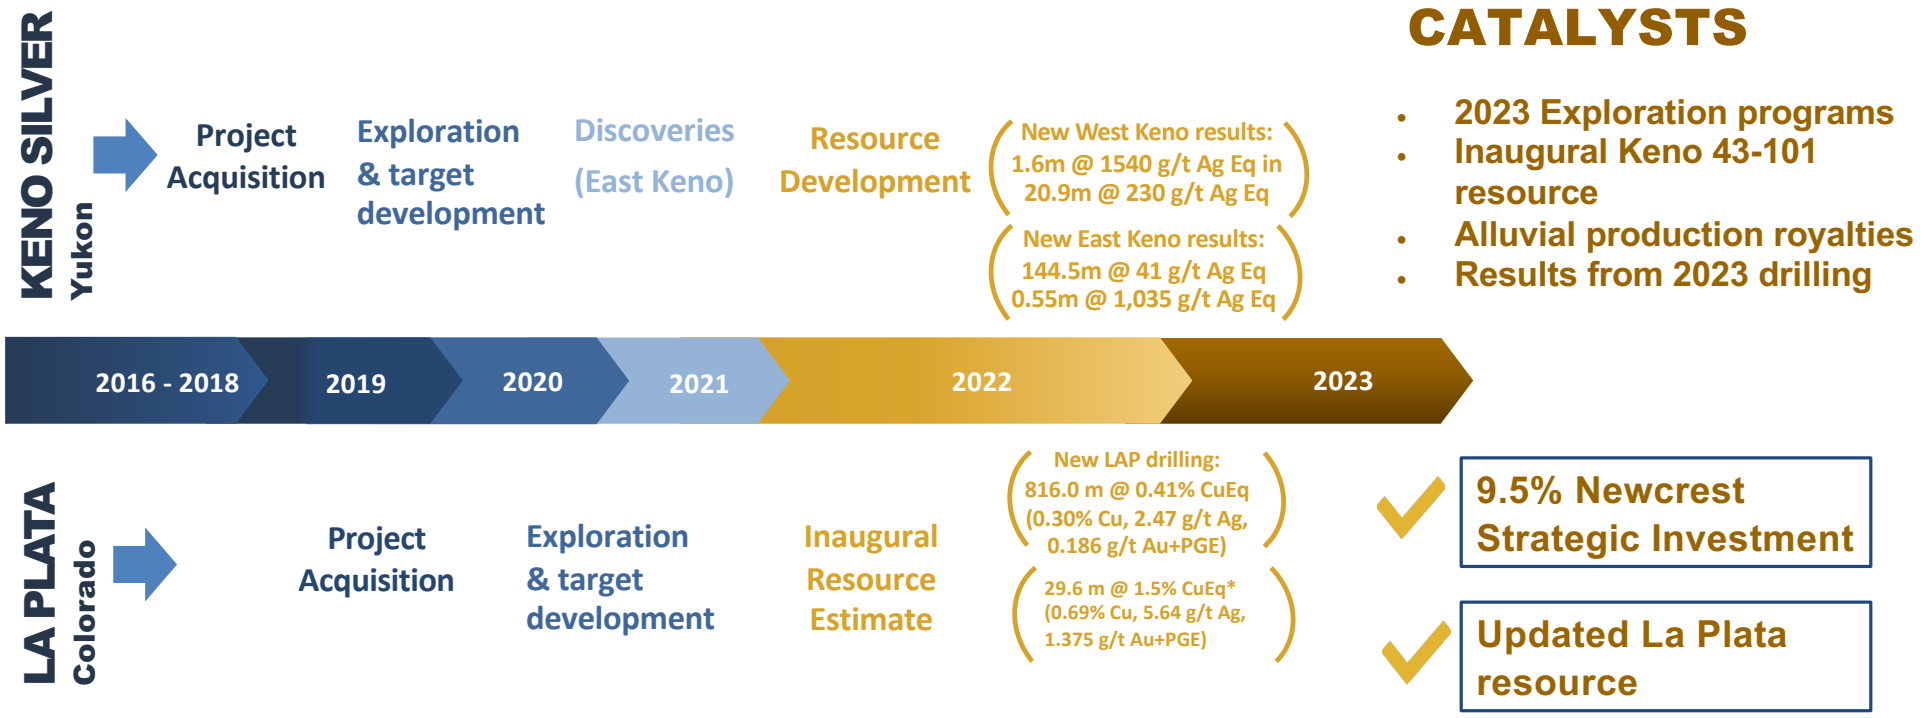 KENO SILVER
Yukon
Project
Acquisition
Exploration
& target
development
Discoveries
(East Keno)
Resource
Development
New West Keno results:
1.6m @ 1540 g/t Ag Eq in
20.9m @ 230 g/t Ag Eq
New East Keno results:
144.5m @ 41 g/t Ag Eq
0.55m @ 1,035 g/t Ag Eq
CATALYSTS
• 2023 Exploration programs
• Inaugural Keno 43-101
resource
• Alluvial production royalties
• Results from 2023 drilling
2016 - 2018
2019
2020
2021
2022
2023
LA PLATA
Colorado
Project
Acquisition
Exploration
& target
development
Inaugural
Resource
Estimate
New LAP drilling:
816.0 m @ 0.41% CuEq
(0.30% Cu, 2.47 g/t Ag,
0.186 g/t Au+PGE)
29.6 m @ 1.5% CuEq*
(0.69% Cu, 5.64 g/t Ag,
1.375 g/t Au+PGE)
9.5% Newcrest
Strategic Investment
Updated La Plata
resource